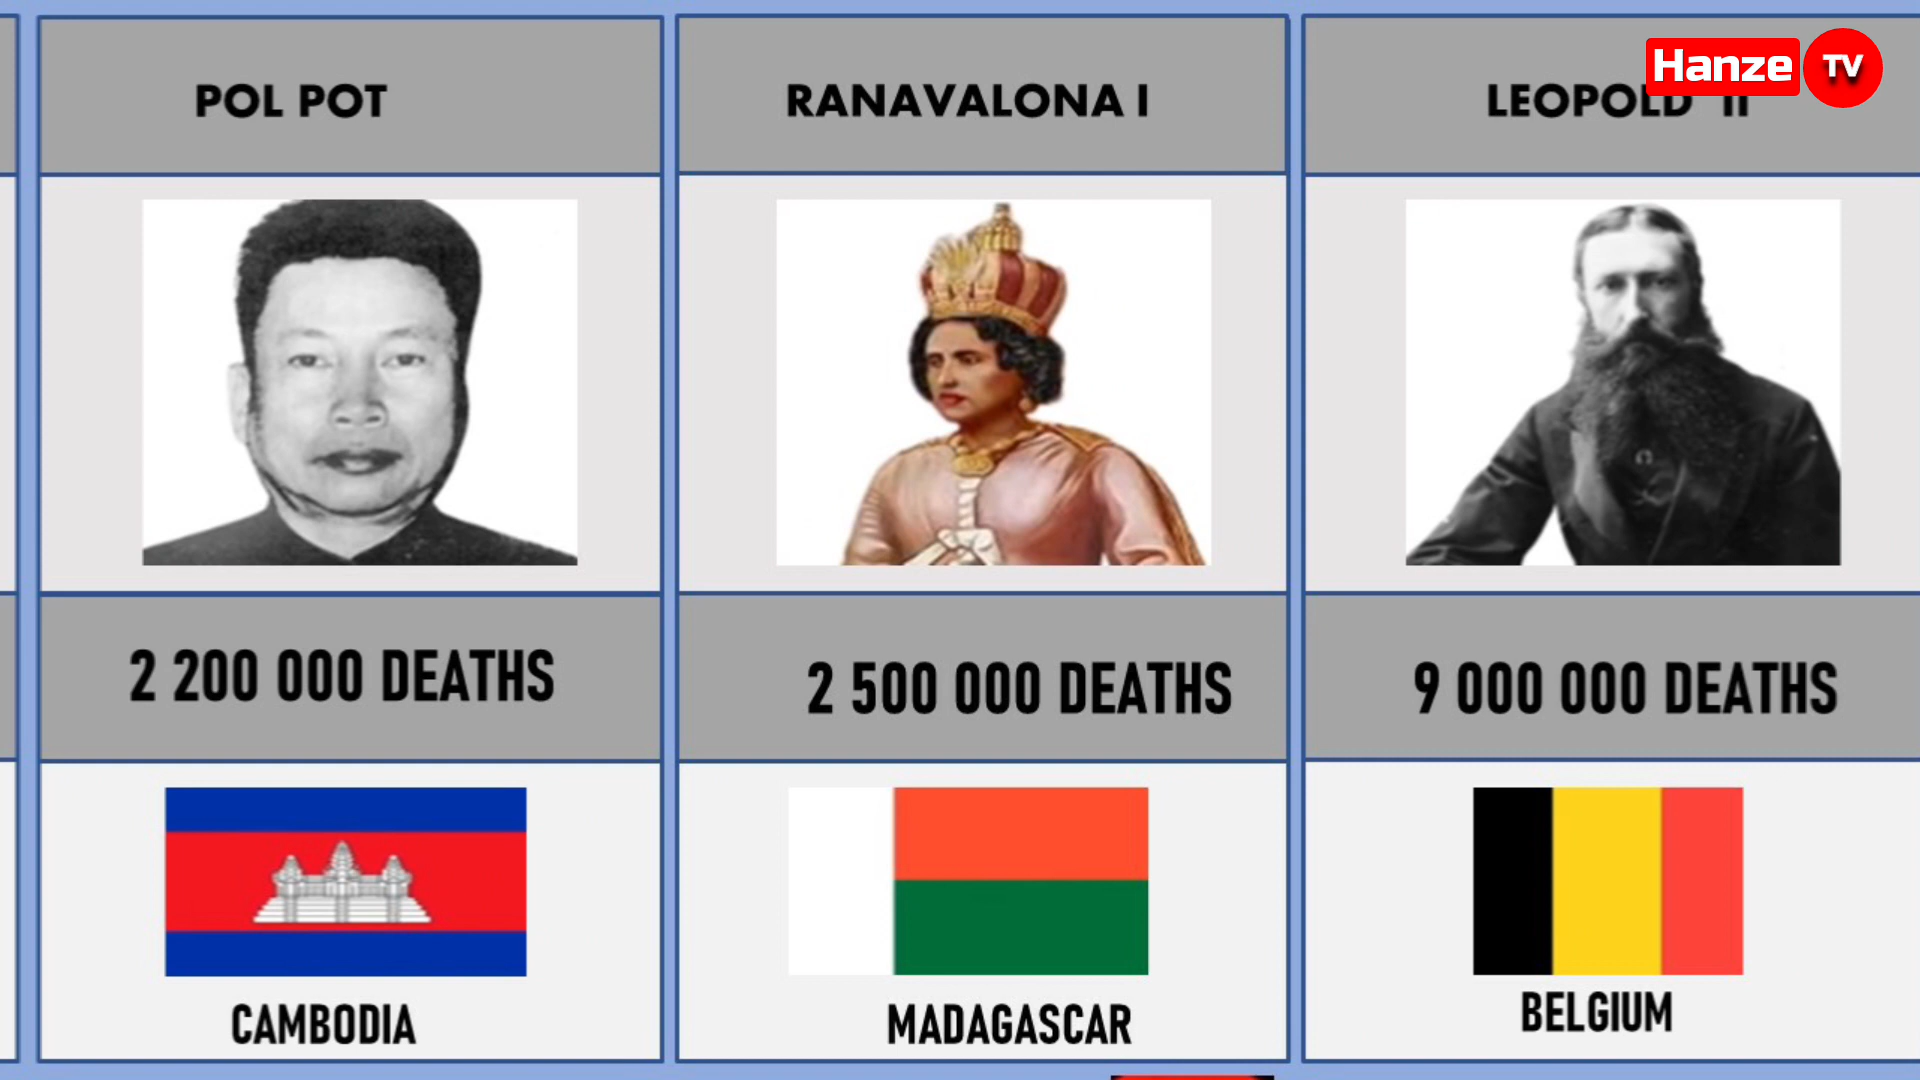 POL POT
RANAVALONA I
LEOPOLD II
Hanze TV
2 200 000 DEATHS
2 500 000 DEATHS
9 000 000 DEATHS
CAMBODIA
MADAGASCAR
BELGIUM